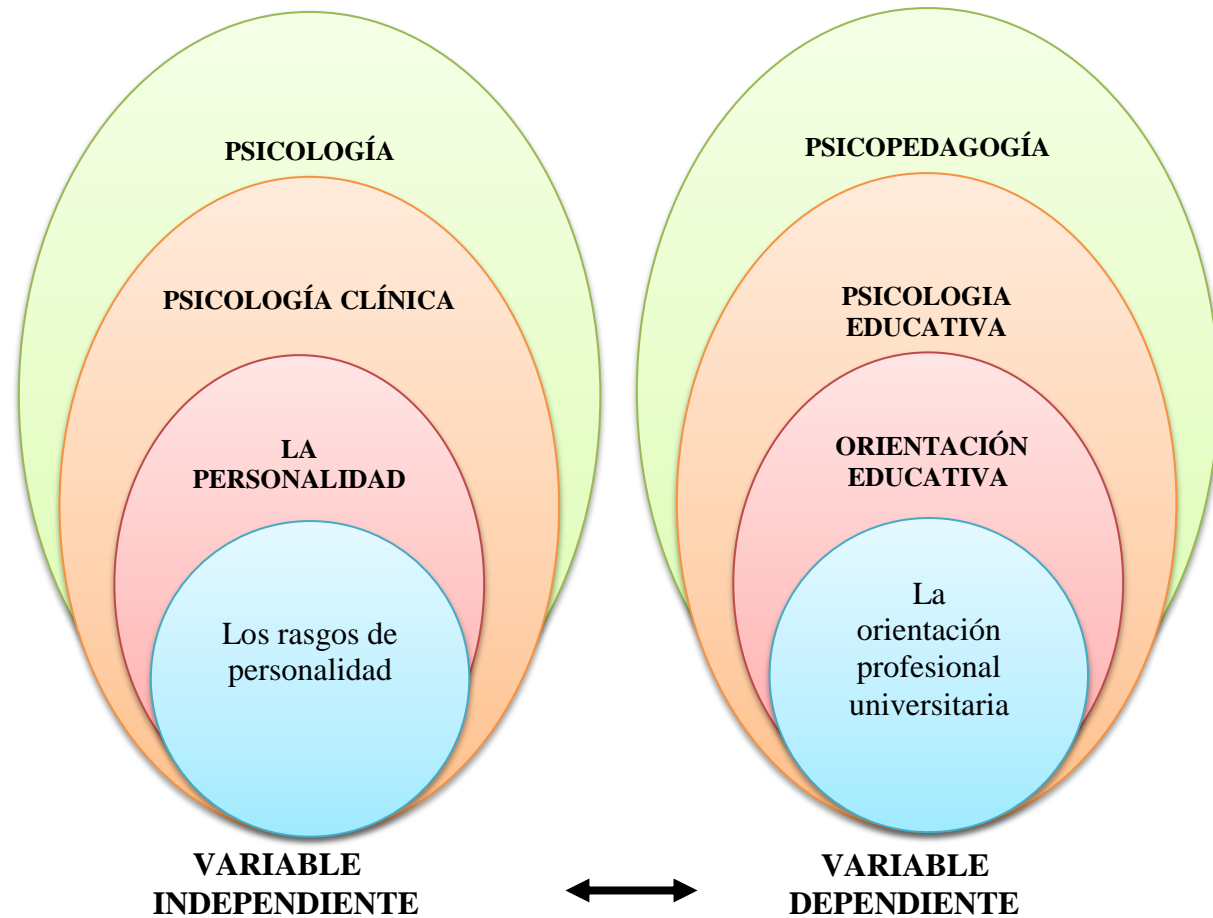 PSICOLOGÍA
PSICOLOGÍA CLÍNICA
LA
PERSONALIDAD
Los rasgos de
personalidad
VARIABLE
INDEPENDIENTE
PSICOPEDAGOGÍA
PSICOLOGIA
EDUCATIVA
ORIENTACIÓN
EDUCATIVA
La
orientación
profesional
universitaria
VARIABLE
DEPENDIENTE